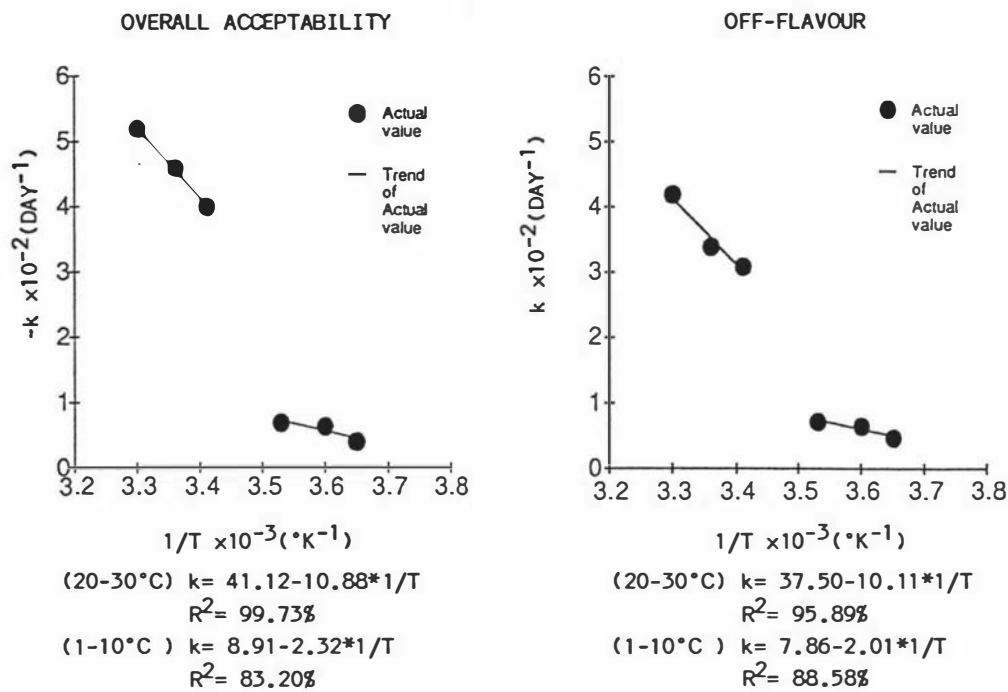 OVERALL ACCEPTABILITY
6
5
4
3
2
1
0
-k x10⁻²(DAY⁻¹)
Actual
value
Trend
of
Actual
value
3.2 3.3 3.4 3.5 3.6 3.7 3.8
1/T x10⁻³(°K⁻¹)
(20-30°C) k= 41.12-10.88*1/T
R²= 99.73%
(1-10°C ) k= 8.91-2.32*1/T
R²= 83.20%
OFF-FLAVOUR
6
5
4
3
2
1
0
k x10⁻²(DAY⁻¹)
Actual
value
Trend
of
Actual
value
3.2 3.3 3.4 3.5 3.6 3.7 3.8
1/T x10⁻³(°K⁻¹)
(20-30°C) k= 37.50-10.11*1/T
R²= 95.89%
(1-10°C ) k= 7.86-2.01*1/T
R²= 88.58%